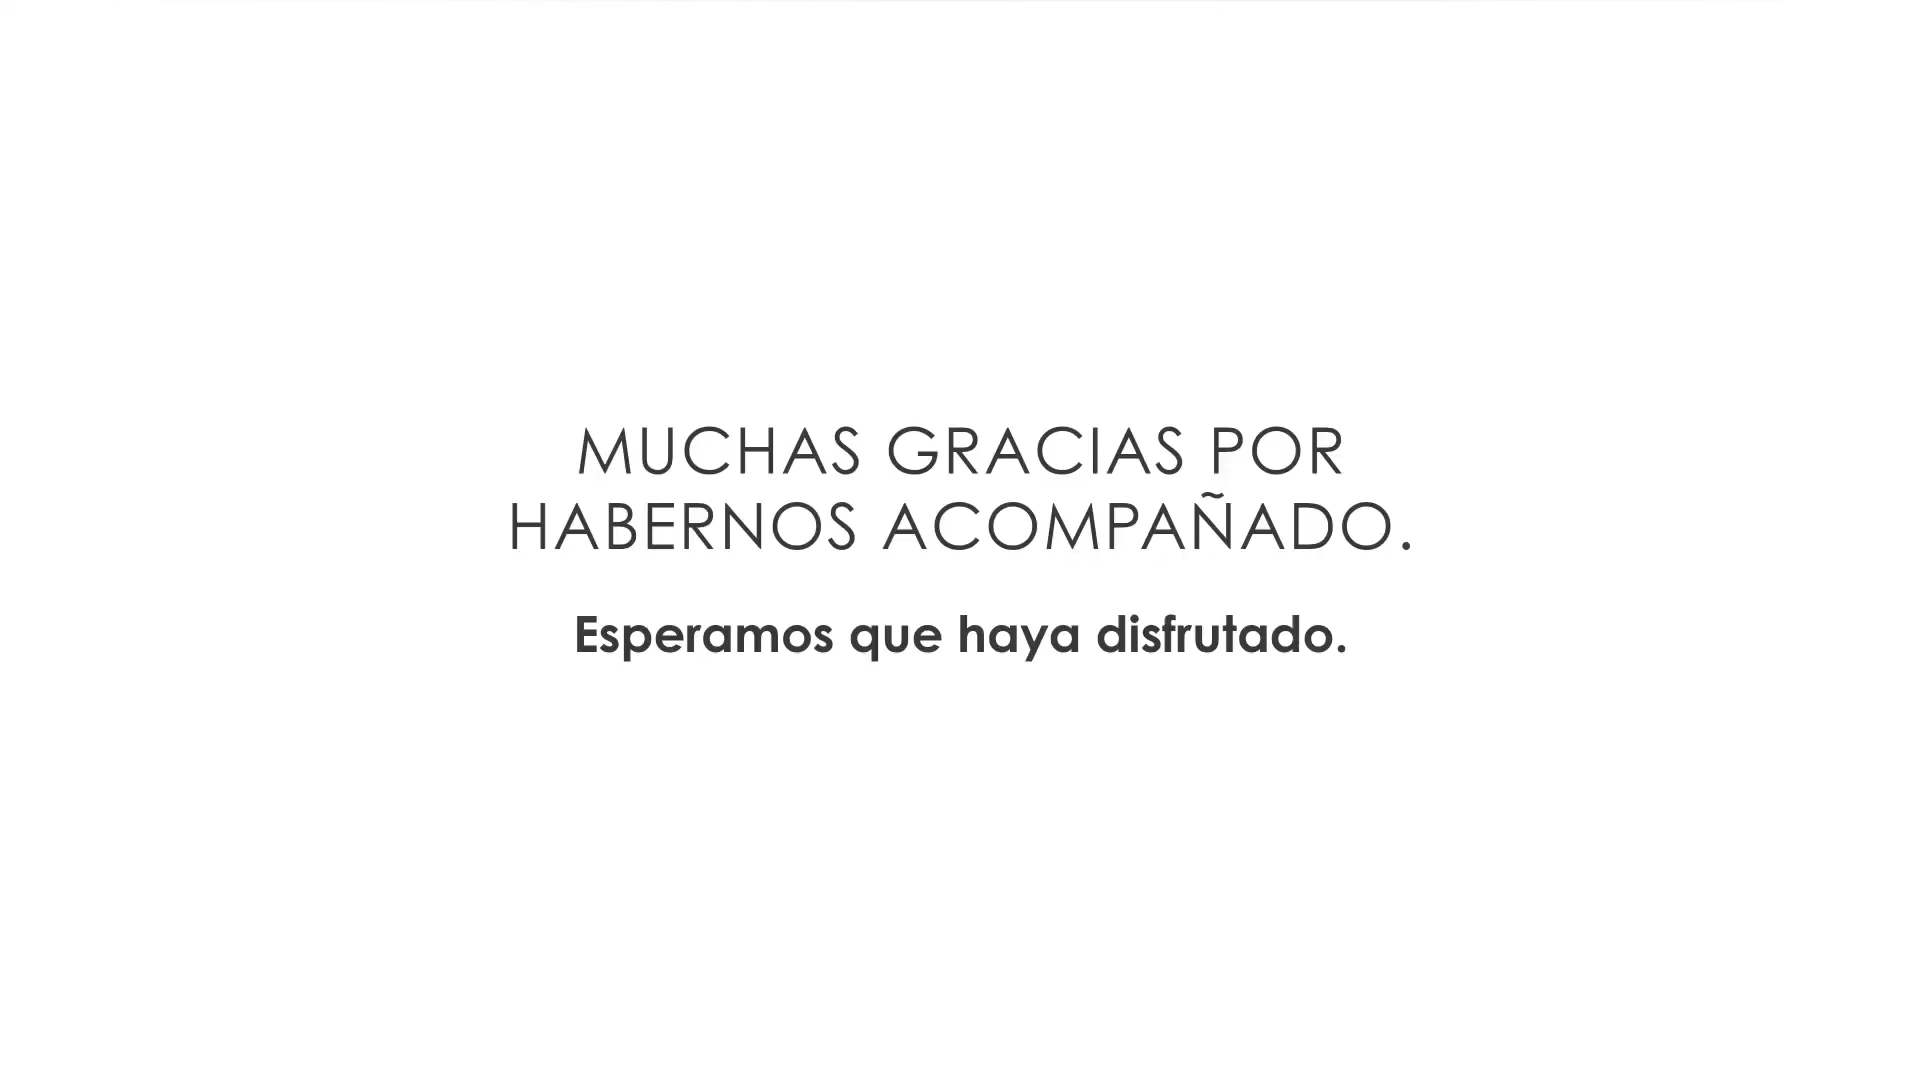 MUCHAS GRACIAS POR
HABERNOS ACOMPAÑADO.
Esperamos que haya disfrutado.